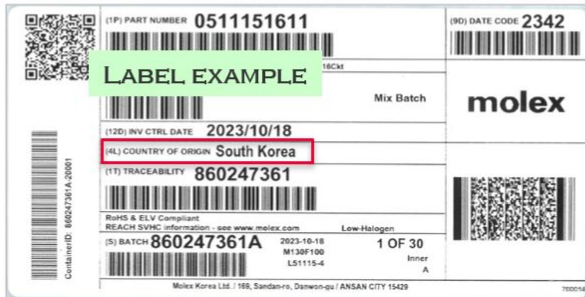 (1P) PART NUMBER 0511151611
(9D) DATE CODE 2342
16Ckt
LABEL EXAMPLE
Mix Batch
molex
(12D) INV CTRL DATE 2023/10/18
(4L) COUNTRY OF ORIGIN South Korea
(1T) TRACEABILITY 860247361
RoHS & ELV Compliant
REACH SVHC information - see www.molex.com
Low-Halogen
(S) BATCH 860247361A
2023-10-18
M130F100
L51115-4
1 OF 30
Inner
A
ContainerID: 860247361A-20001
Molex Korea Ltd. / 169, Sandan-ro, Danwon-gu / ANSAN CITY 15429